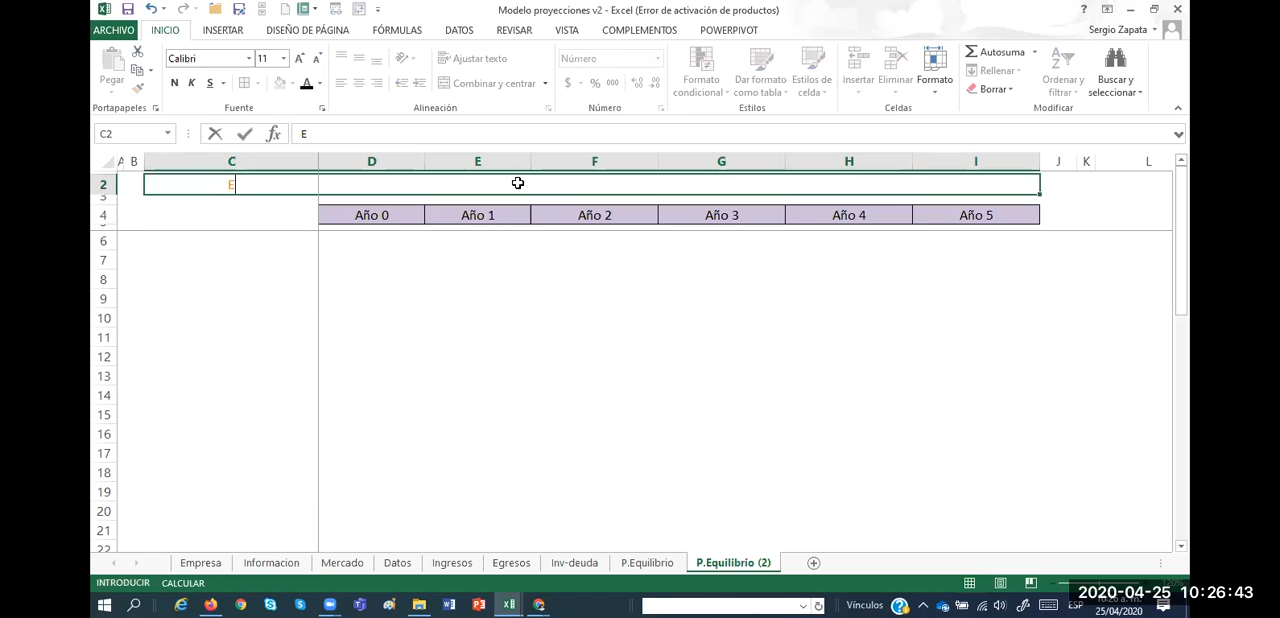 Modelo proyecciones v2 - Excel (Error de activación de productos)
ARCHIVO INICIO INSERTAR DISEÑO DE PÁGINA FÓRMULAS DATOS REVISAR VISTA COMPLEMENTOS POWERPIVOT Sergio Zapata
Pegar
Portapapeles
Calibri 11
N K S
Fuente
Ajustar texto
Combinar y centrar
Alineación
Número
$ % 000
Número
Formato condicional
Dar formato como tabla
Estilos de celda
Estilos
Insertar Eliminar Formato
Celdas
Autosuma
Rellenar
Borrar
Ordenar y filtrar
Buscar y seleccionar
Modificar
C2 fx E
A B C D E F G H I J K L
2 E
3
4 Año 0 Año 1 Año 2 Año 3 Año 4 Año 5
6
7
8
9
10
11
12
13
14
15
16
17
18
19
20
21
22
Empresa Informacion Mercado Datos Ingresos Egresos Inv-deuda P.Equilibrio P.Equilibrio (2)
INTRODUCIR CALCULAR
Vínculos ESP
25/04/2020
2020-04-25 10:26:43